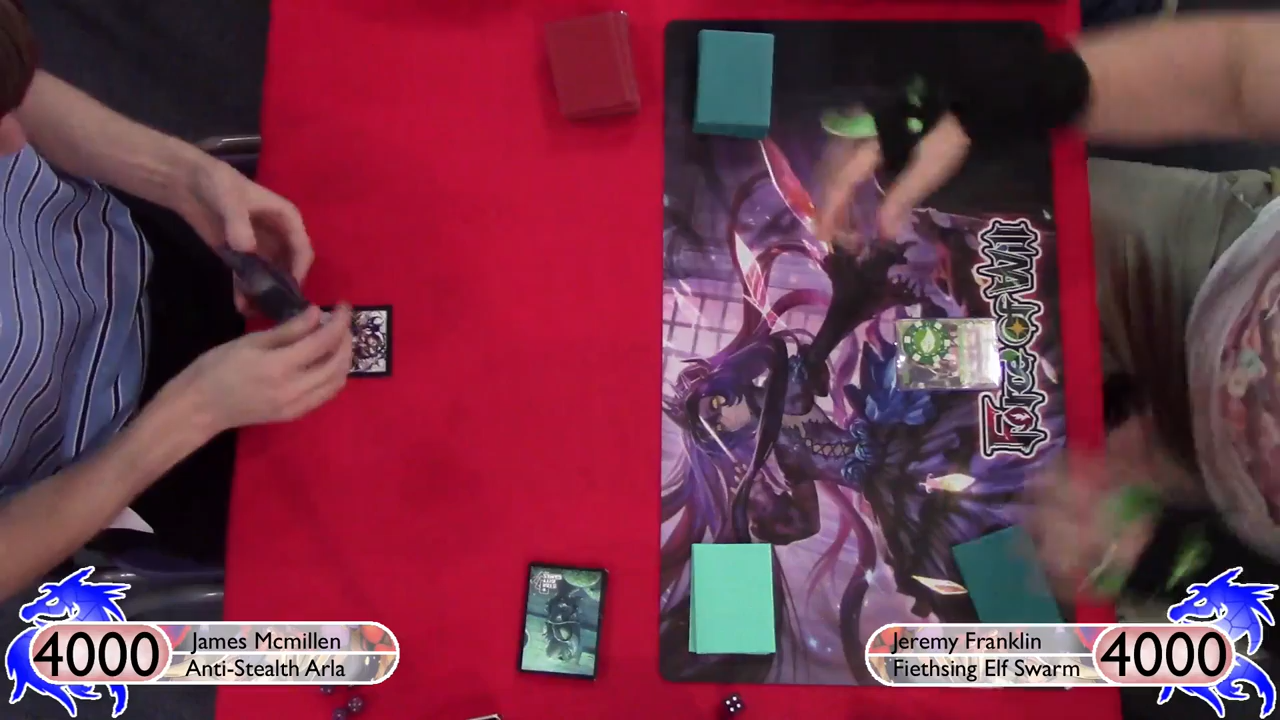 Force of Will
4000
James Mcmillen
Anti-Stealth Arla
Jeremy Franklin
Fiethsing Elf Swarm
4000